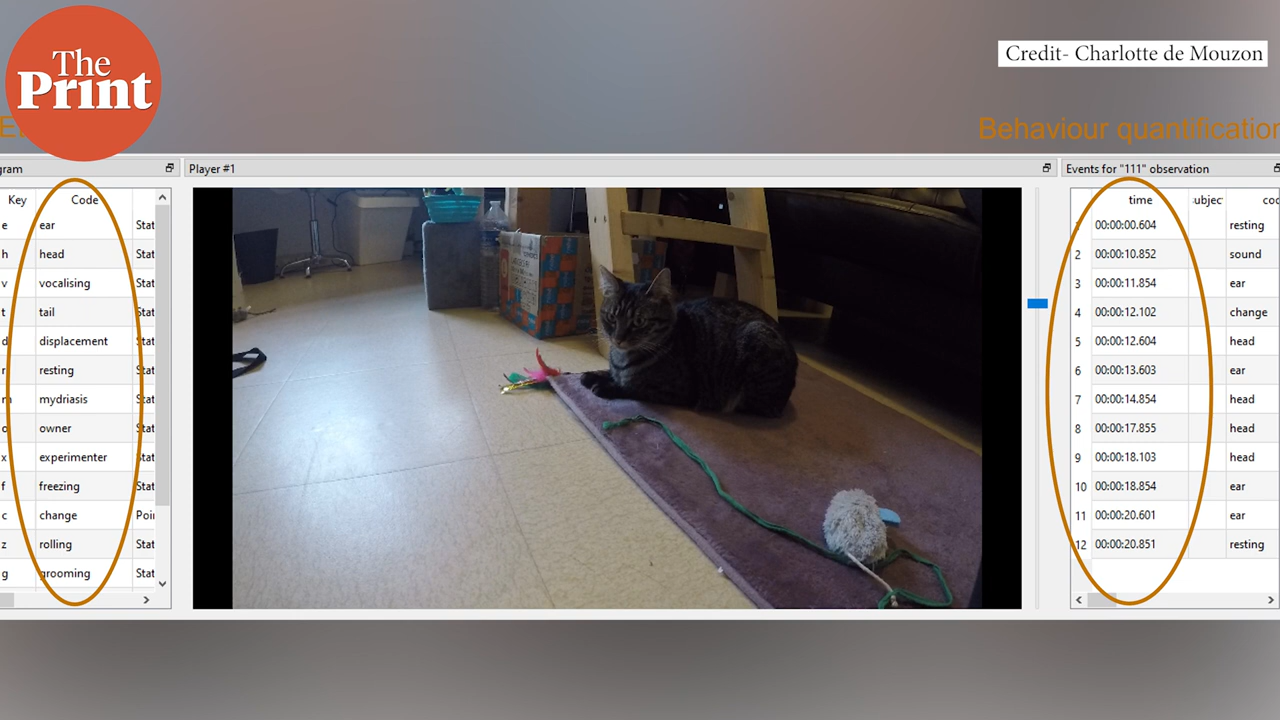 The
Print
Credit- Charlotte de Mouzon
Behaviour quantification
gram
Key Code
e ear Stat
h head Stat
v vocalising Stat
t tail Stat
d displacement Stat
r resting Stat
m mydriasis Stat
o owner Stat
x experimenter Stat
f freezing Stat
c change Poi
z rolling Stat
g grooming Stat
Player #1
Events for "111" observation
time ubjec cod
1 00:00:00.604 resting
2 00:00:10.852 sound
3 00:00:11.854 ear
4 00:00:12.102 change
5 00:00:12.604 head
6 00:00:13.603 ear
7 00:00:14.854 head
8 00:00:17.855 head
9 00:00:18.103 head
10 00:00:18.854 ear
11 00:00:20.601 ear
12 00:00:20.851 resting